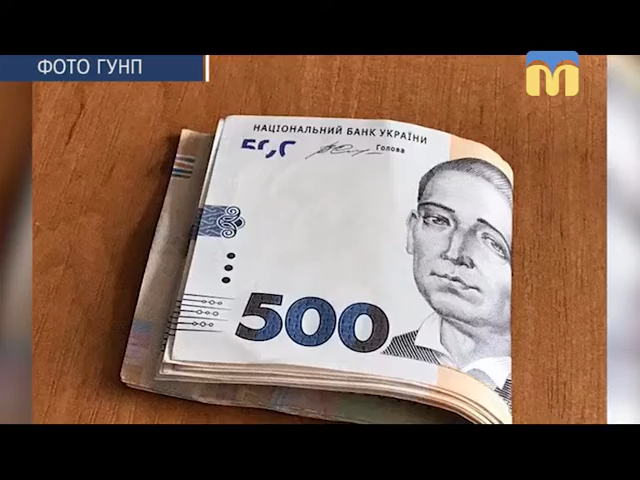 ФОТО ГУНП
М
НАЦІОНАЛЬНИЙ БАНК УКРАЇНИ
Голова
500